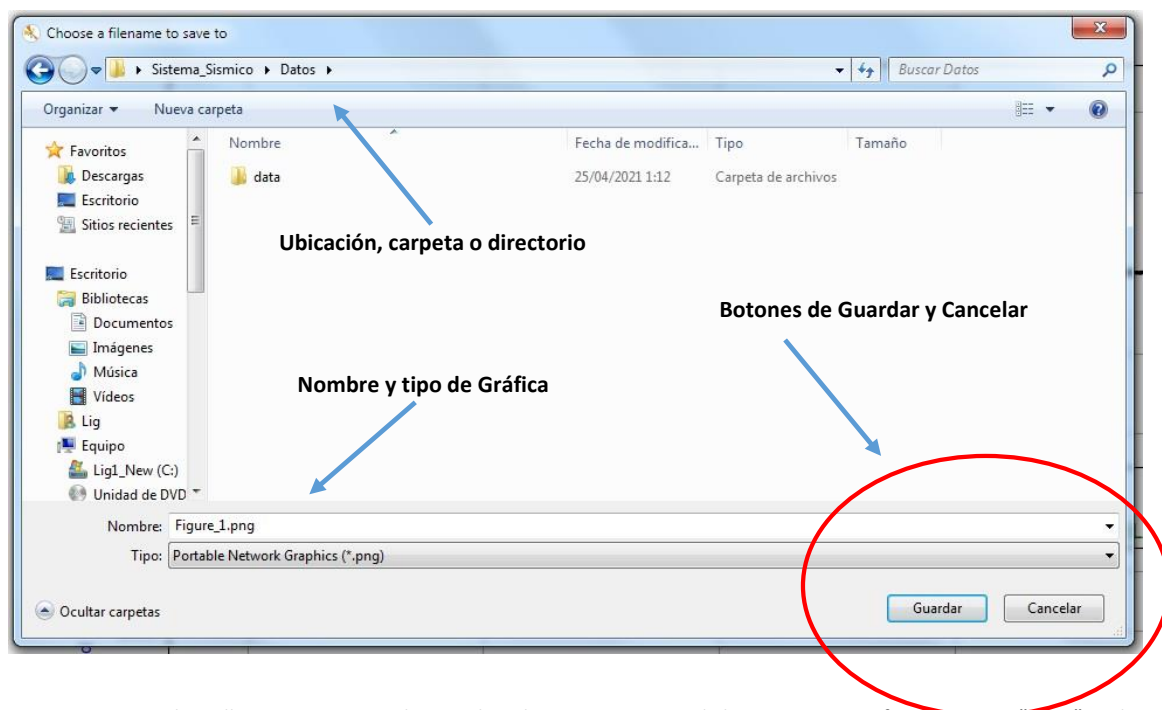 Choose a filename to save to
Sistema_Sismico Datos
Buscar Datos
Organizar Nueva carpeta
Nombre Fecha de modifica... Tipo Tamaño
data 25/04/2021 1:12 Carpeta de archivos
Favoritos
Descargas
Escritorio
Sitios recientes
Escritorio
Bibliotecas
Documentos
Imágenes
Música
Vídeos
Lig
Equipo
Lig1_New (C:)
Unidad de DVD
Ubicación, carpeta o directorio
Botones de Guardar y Cancelar
Nombre y tipo de Gráfica
Nombre: Figure_1.png
Tipo: Portable Network Graphics (*.png)
Ocultar carpetas
Guardar Cancelar